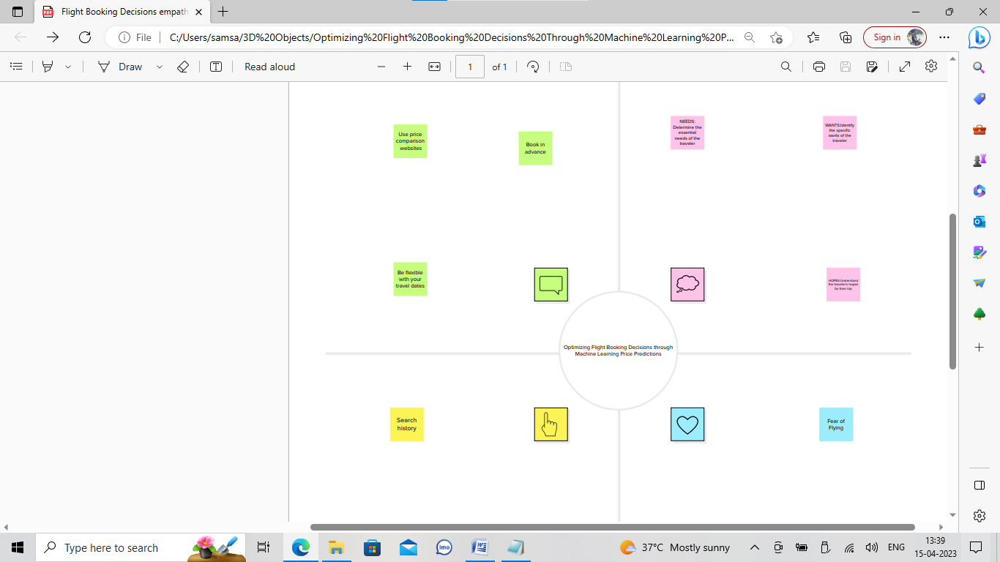 Flight Booking Decisions empath
File
C:/Users/samsa/3D%20Objects/Optimizing%20Flight%20Booking%20Decisions%20Through%20Machine%20Learning%20P...
Sign in
Draw
Read aloud
1
of 1
Use price
comparison
websites
Book in
advance
NEEDS:
Determine the
essential
needs of the
traveler
WANTS:Identify
the specific
wants of the
traveler
Be flexible
with your
travel dates
HOPES:Understand
the traveler's hopes
for their trip
Optimizing Flight Booking Decisions through
Machine Learning Price Predictions
Search
history
Fear of
Flying
Type here to search
imo
37°C Mostly sunny
ENG
13:39
15-04-2023